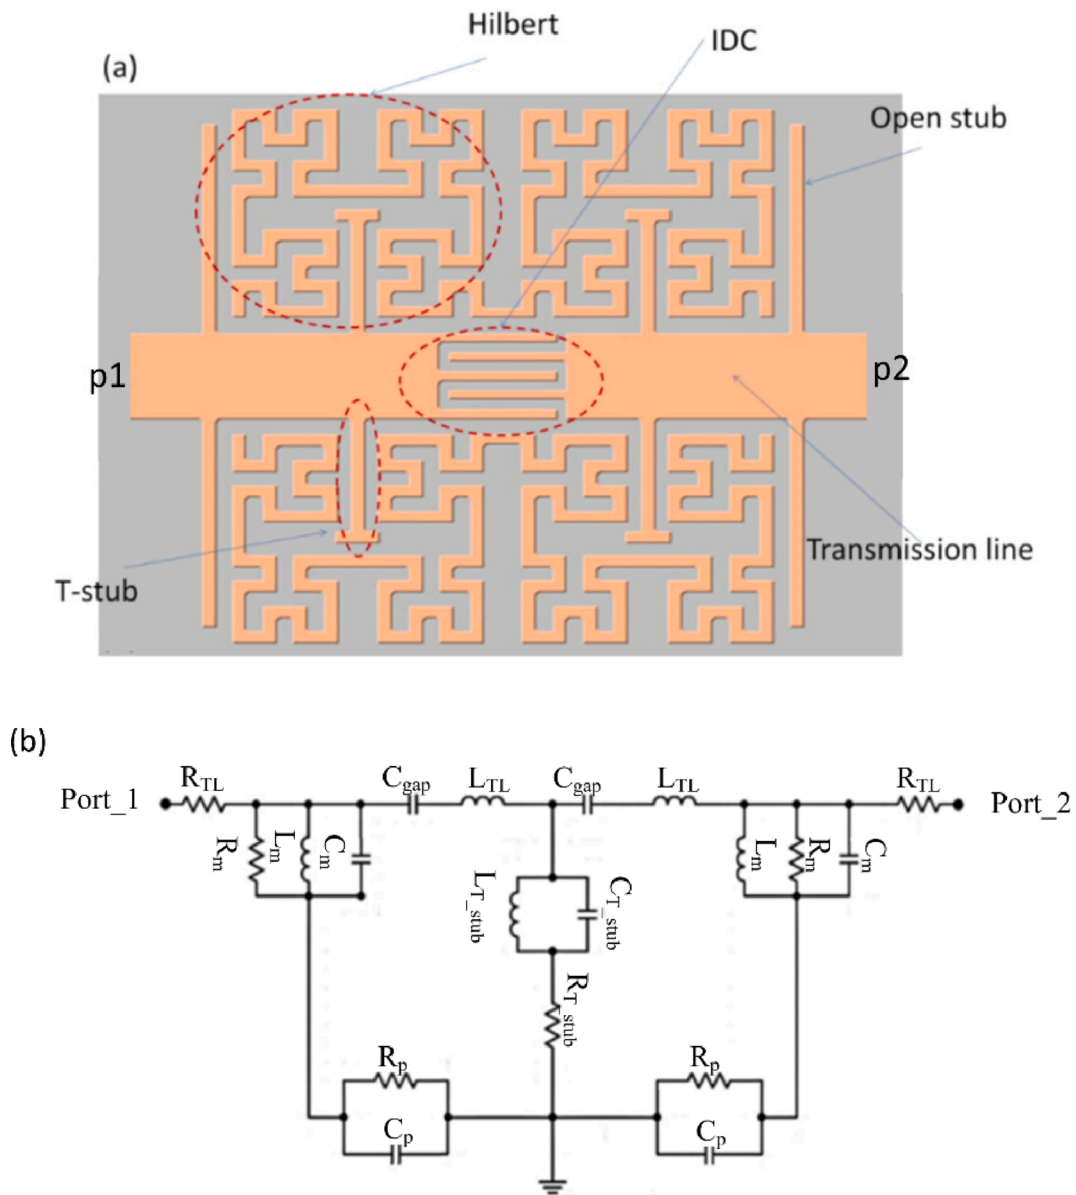 Hilbert
IDC
(a)
Open stub
p1
p2
Transmission line
T-stub
(b)
R_TL C_gap L_TL C_gap L_TL R_TL
Port_1
Port_2
R_m L_m C_m
L_T_stub C_T_stub
L_m R_m C_m
R_T_stub
R_p
R_p
C_p
C_p